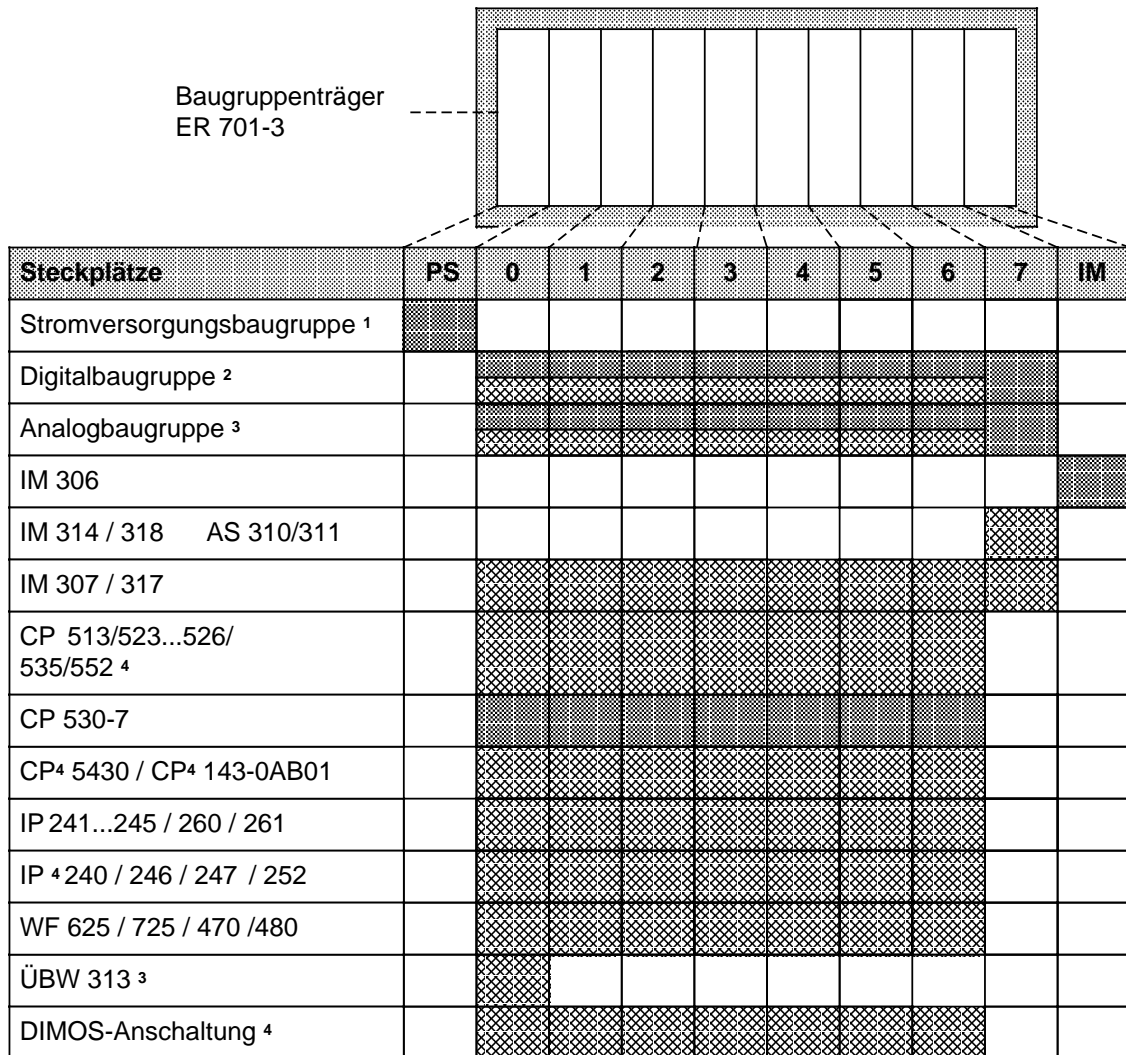 Baugruppenträger
ER 701-3
Steckplätze PS 0 1 2 3 4 5 6 7 IM
Stromversorgungsbaugruppe 1
Digitalbaugruppe 2
Analogbaugruppe 3
IM 306
IM 314 / 318 AS 310/311
IM 307 / 317
CP 513/523...526/
535/552 4
CP 530-7
CP4 5430 / CP4 143-0AB01
IP 241...245 / 260 / 261
IP 4 240 / 246 / 247 / 252
WF 625 / 725 / 470 /480
ÜBW 313 3
DIMOS-Anschaltung 4